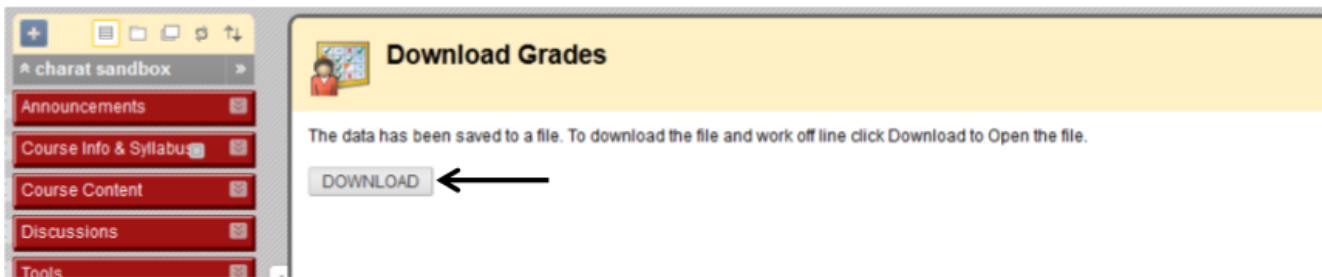 charat sandbox
Announcements
Course Info & Syllabus
Course Content
Discussions
Tools
Download Grades
The data has been saved to a file. To download the file and work off line click Download to Open the file.
DOWNLOAD